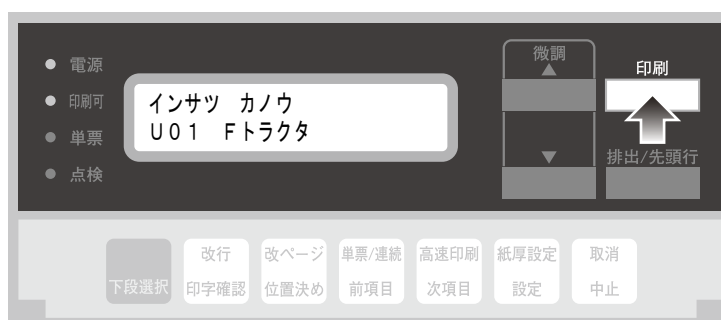 電源
印刷可
単票
点検
インサツ カノウ
U01 Fトラクタ
微調
▲
▼
印刷
排出/先頭行
下段選択
改行
印字確認
改ページ
位置決め
単票/連続
前項目
高速印刷
次項目
紙厚設定
設定
取消
中止